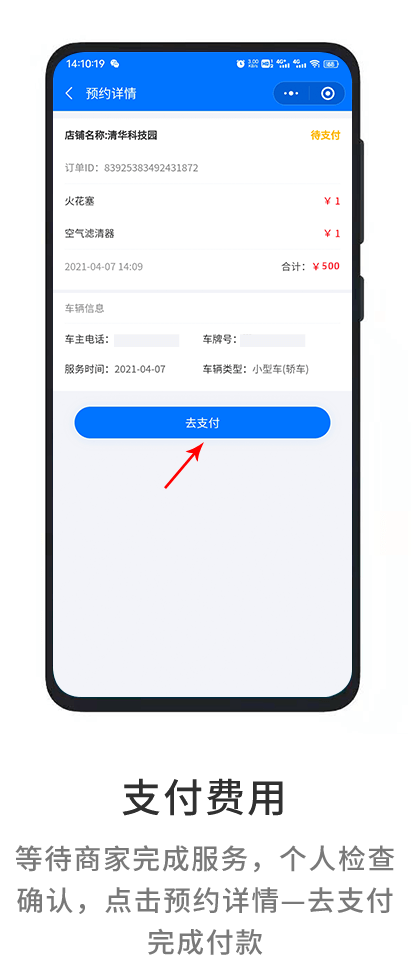 14:10:19
预约详情
店铺名称:清华科技园 待支付
订单ID: 83925383492431872
火花塞 ￥1
空气滤清器 ￥1
2021-04-07 14:09 合计：￥500
车辆信息
车主电话： 车牌号：
服务时间：2021-04-07 车辆类型：小型车(轿车)
去支付
支付费用
等待商家完成服务，个人检查
确认，点击预约详情—去支付
完成付款